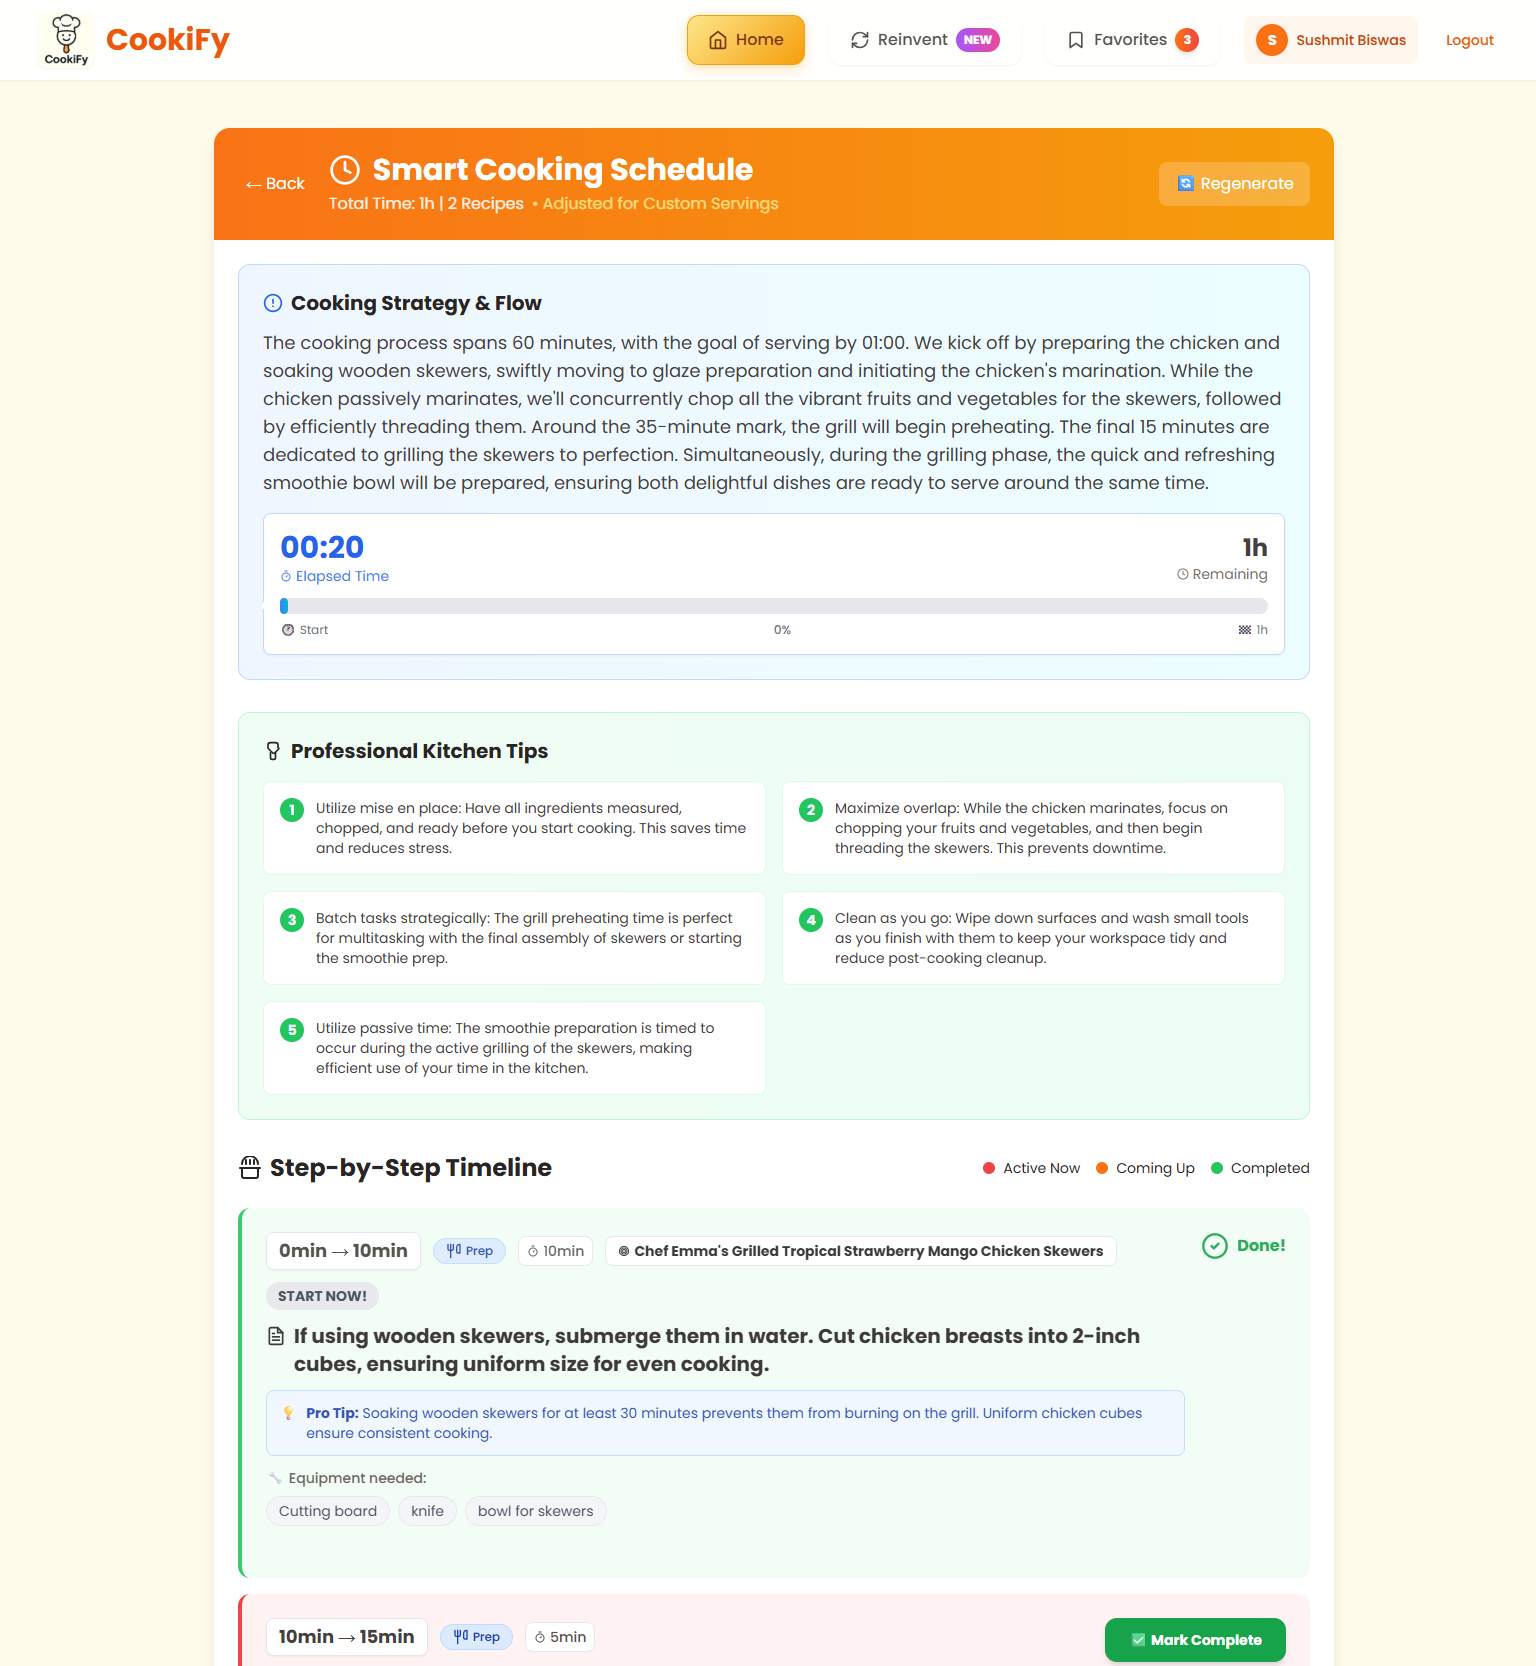 CookiFy
CookiFy
Home
Reinvent NEW
Favorites 3
S Sushmit Biswas
Logout
← Back
Smart Cooking Schedule
Total Time: 1h | 2 Recipes • Adjusted for Custom Servings
Regenerate
Cooking Strategy & Flow
The cooking process spans 60 minutes, with the goal of serving by 01:00. We kick off by preparing the chicken and
soaking wooden skewers, swiftly moving to glaze preparation and initiating the chicken's marination. While the
chicken passively marinates, we'll concurrently chop all the vibrant fruits and vegetables for the skewers, followed
by efficiently threading them. Around the 35-minute mark, the grill will begin preheating. The final 15 minutes are
dedicated to grilling the skewers to perfection. Simultaneously, during the grilling phase, the quick and refreshing
smoothie bowl will be prepared, ensuring both delightful dishes are ready to serve around the same time.
00:20
Elapsed Time
1h
Remaining
Start
0%
1h
Professional Kitchen Tips
1
Utilize mise en place: Have all ingredients measured,
chopped, and ready before you start cooking. This saves time
and reduces stress.
2
Maximize overlap: While the chicken marinates, focus on
chopping your fruits and vegetables, and then begin
threading the skewers. This prevents downtime.
3
Batch tasks strategically: The grill preheating time is perfect
for multitasking with the final assembly of skewers or starting
the smoothie prep.
4
Clean as you go: Wipe down surfaces and wash small tools
as you finish with them to keep your workspace tidy and
reduce post-cooking cleanup.
5
Utilize passive time: The smoothie preparation is timed to
occur during the active grilling of the skewers, making
efficient use of your time in the kitchen.
Step-by-Step Timeline
Active Now
Coming Up
Completed
0min → 10min
Prep
10min
Chef Emma's Grilled Tropical Strawberry Mango Chicken Skewers
Done!
START NOW!
If using wooden skewers, submerge them in water. Cut chicken breasts into 2-inch
cubes, ensuring uniform size for even cooking.
Pro Tip: Soaking wooden skewers for at least 30 minutes prevents them from burning on the grill. Uniform chicken cubes
ensure consistent cooking.
Equipment needed:
Cutting board
knife
bowl for skewers
10min → 15min
Prep
5min
Mark Complete